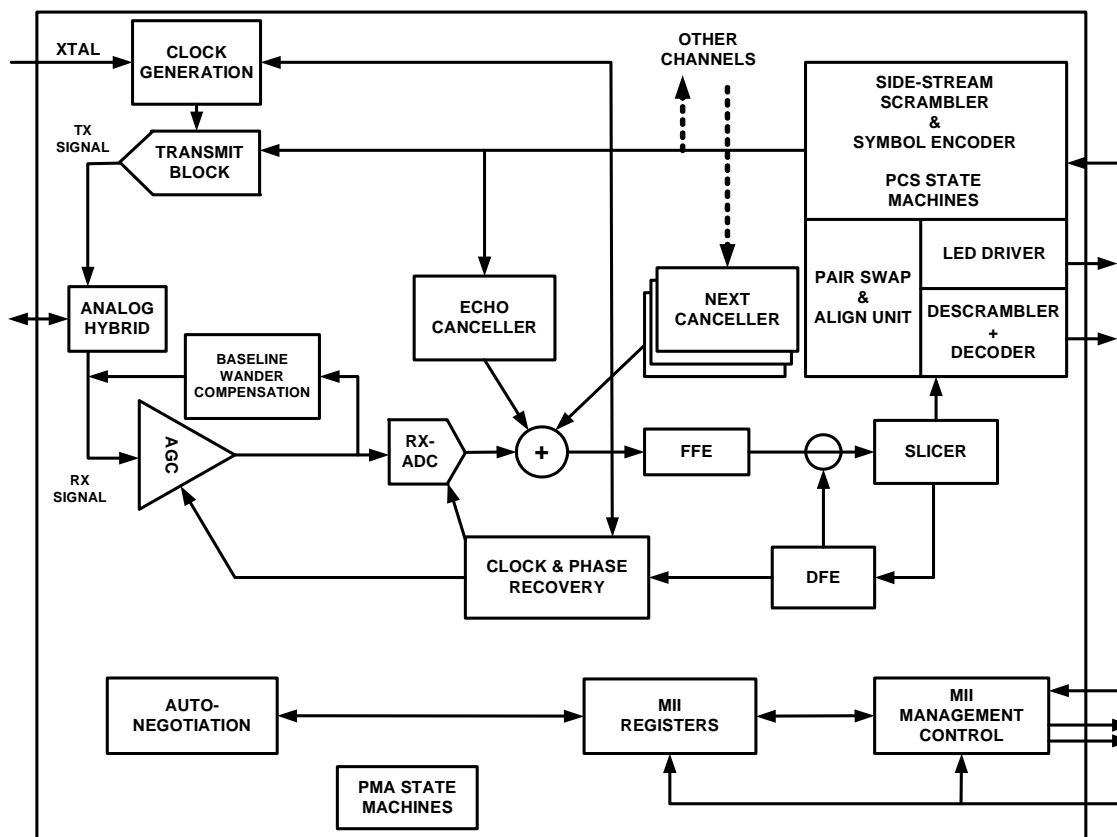 XTAL
CLOCK
GENERATION
OTHER
CHANNELS
SIDE-STREAM
SCRAMBLER
&
SYMBOL ENCODER
PCS STATE
MACHINES
TX
SIGNAL
TRANSMIT
BLOCK
LED DRIVER
PAIR SWAP
&
ALIGN UNIT
DESCRAMBLER
+
DECODER
ANALOG
HYBRID
ECHO
CANCELLER
NEXT
CANCELLER
BASELINE
WANDER
COMPENSATION
AGC
RX-
ADC
+
FFE
SLICER
RX
SIGNAL
CLOCK & PHASE
RECOVERY
DFE
AUTO-
NEGOTIATION
MII
REGISTERS
MII
MANAGEMENT
CONTROL
PMA STATE
MACHINES